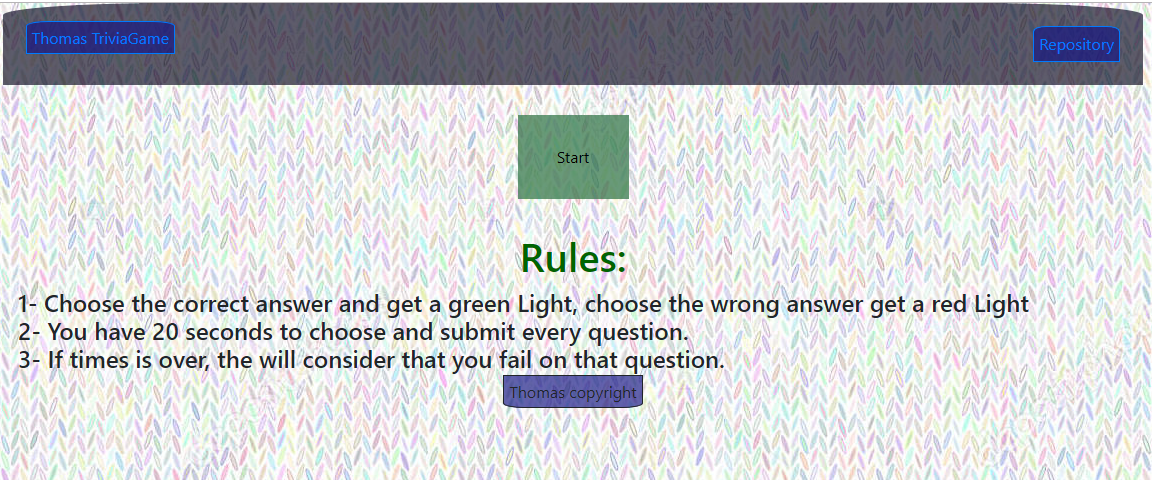 Thomas TriviaGame
Repository
Start
Rules:
1- Choose the correct answer and get a green Light, choose the wrong answer get a red Light
2- You have 20 seconds to choose and submit every question.
3- If times is over, the will consider that you fail on that question.
Thomas copyright